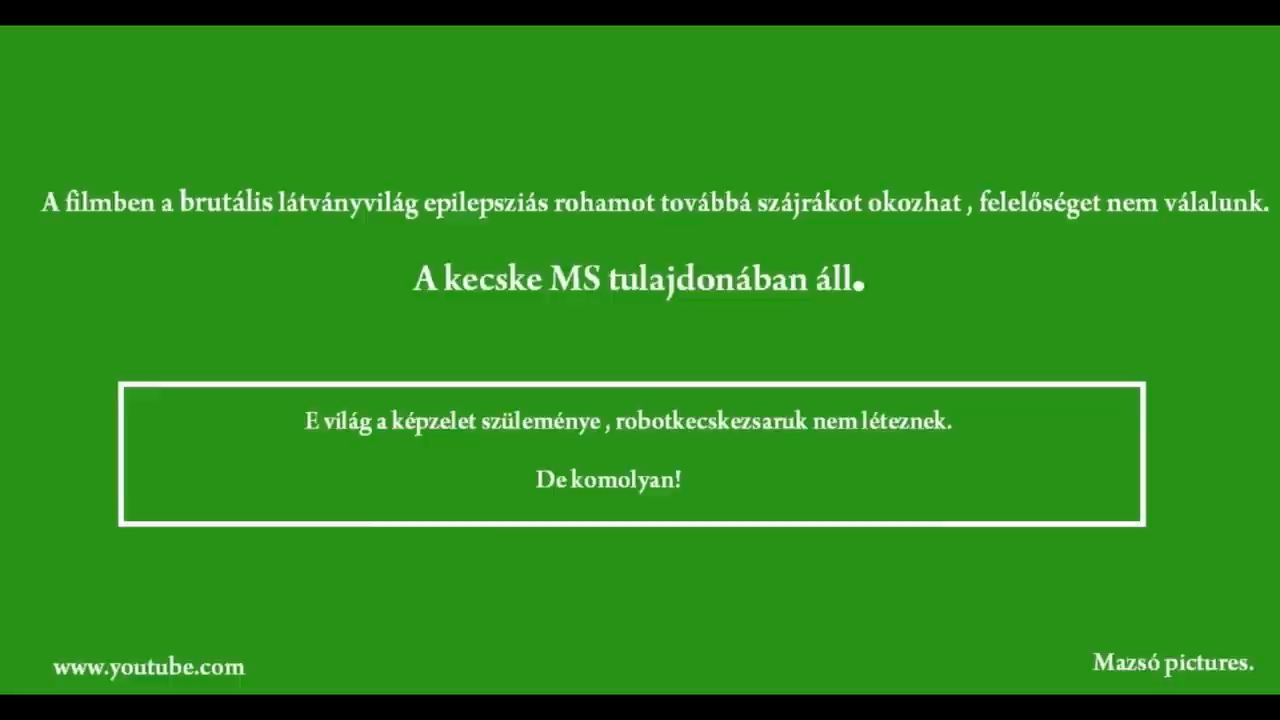 A filmben a brutális látványvilág epilepsziás rohamot továbbá szájrákot okozhat , felelőséget nem válalunk.
A kecske MS tulajdonában áll.
E világ a képzelet szüleménye , robotkecskezsaruk nem léteznek.
De komolyan!
www.youtube.com
Mazsó pictures.